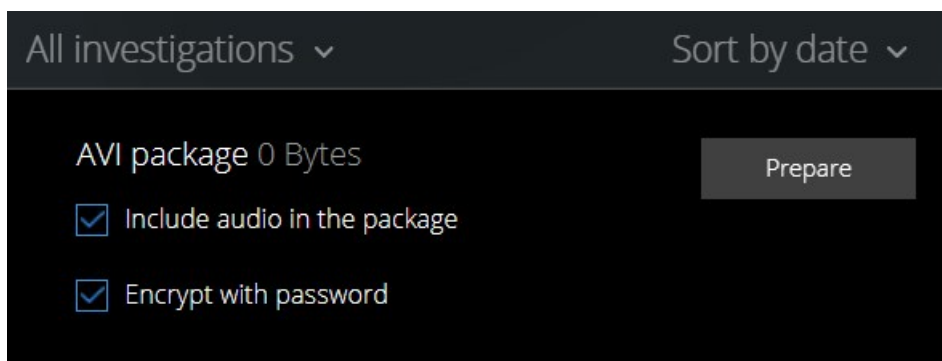 All investigations
Sort by date
AVI package 0 Bytes
Prepare
Include audio in the package
Encrypt with password